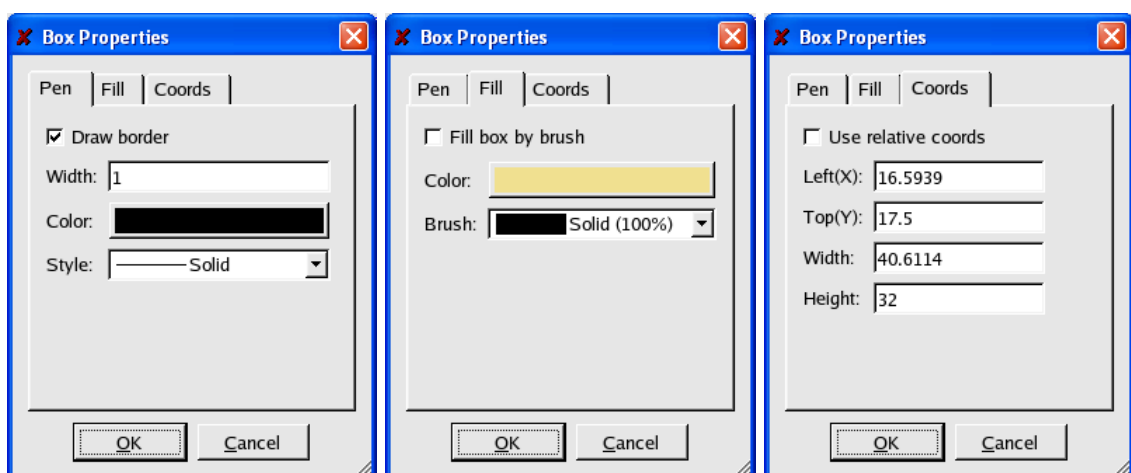 Box Properties
Pen Fill Coords
Draw border
Width: 1
Color:
Style: Solid
OK Cancel
Box Properties
Pen Fill Coords
Fill box by brush
Color:
Brush: Solid (100%)
OK Cancel
Box Properties
Pen Fill Coords
Use relative coords
Left(X): 16.5939
Top(Y): 17.5
Width: 40.6114
Height: 32
OK Cancel